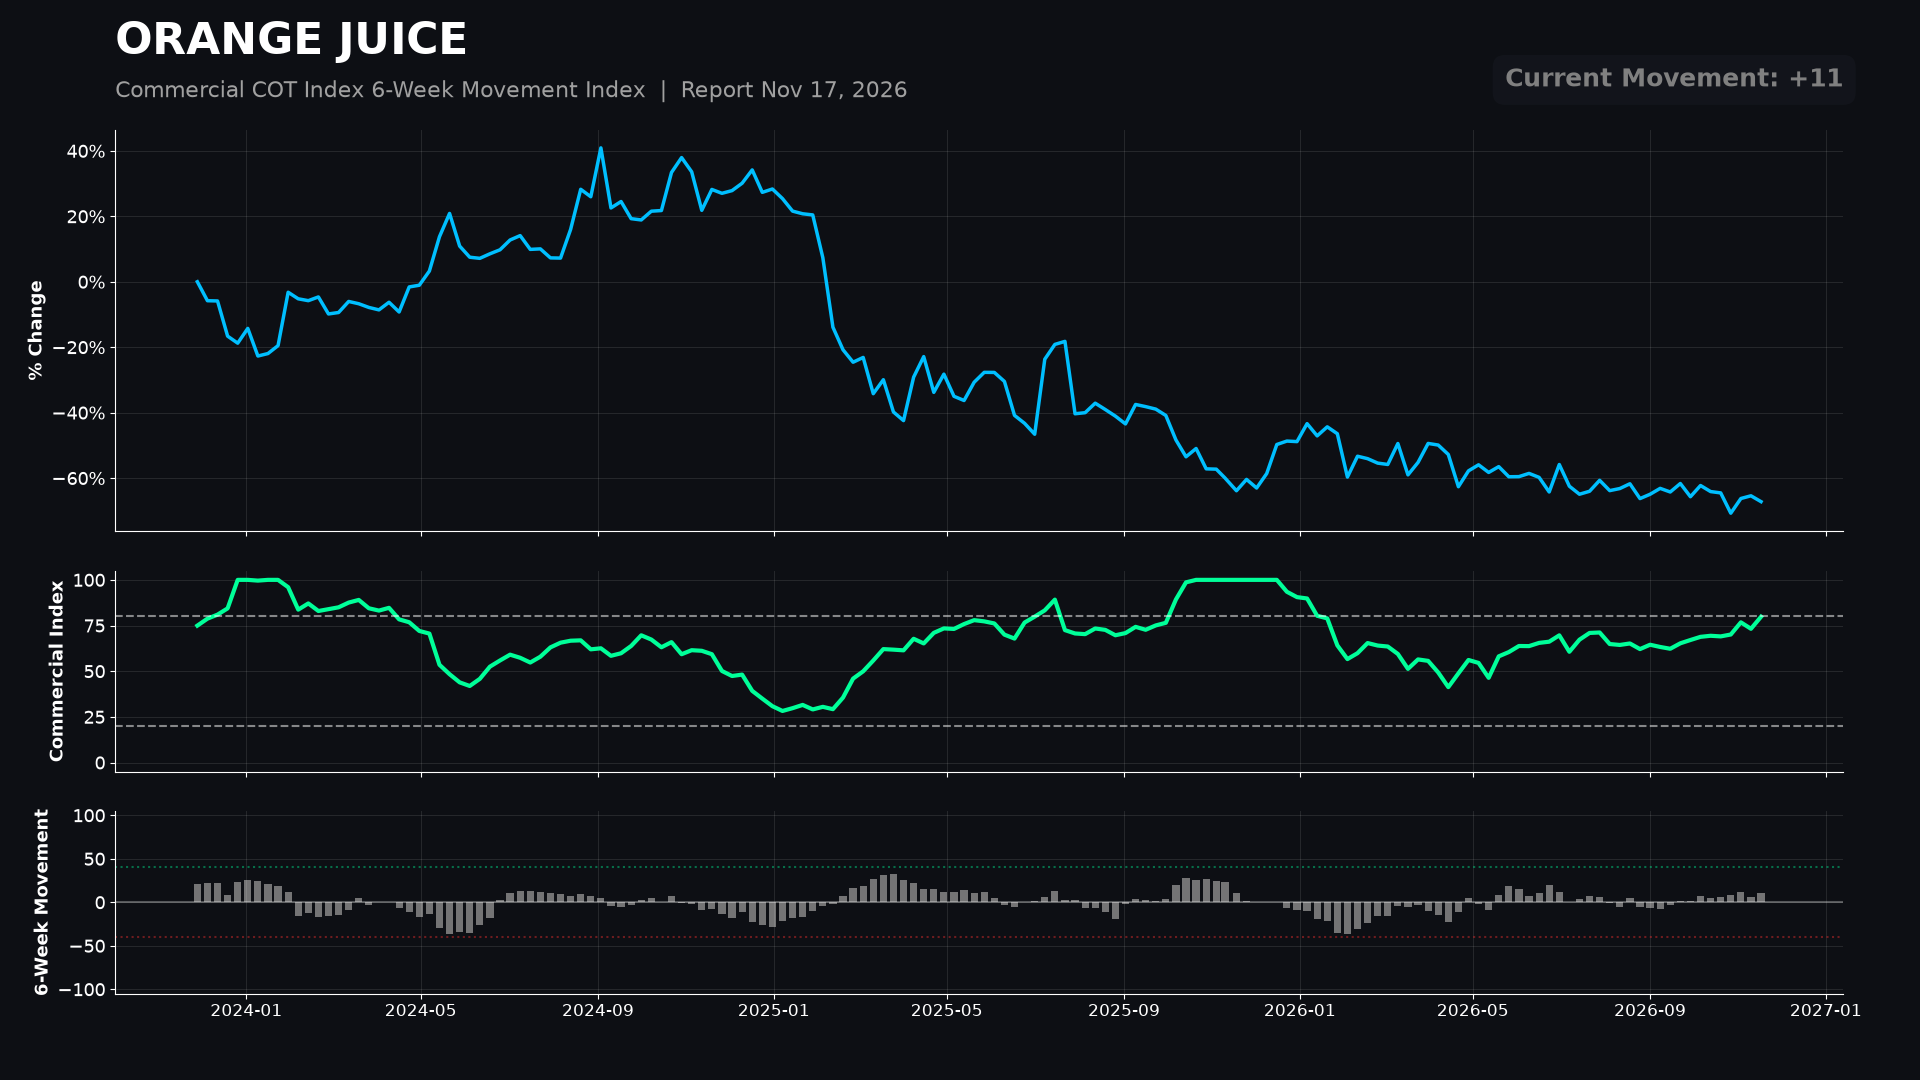 ORANGE JUICE
Commercial COT Index 6-Week Movement Index | Report Nov 17, 2026
Current Movement: +11
% Change
40%
20%
0%
−20%
−40%
−60%
Commercial Index
100
75
50
25
0
6-Week Movement
100
50
0
−50
−100
2024-01 2024-05 2024-09 2025-01 2025-05 2025-09 2026-01 2026-05 2026-09 2027-01